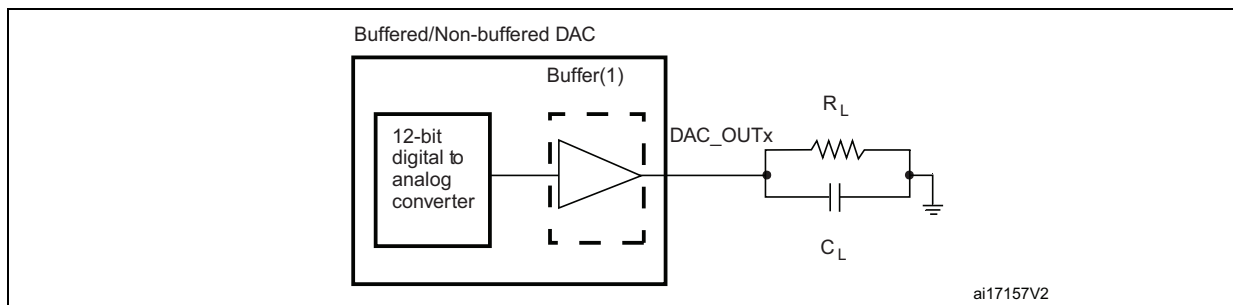 Buffered/Non-buffered DAC
Buffer(1)
12-bit
digital to
analog
converter
DAC_OUTx
R L
C L
ai17157V2